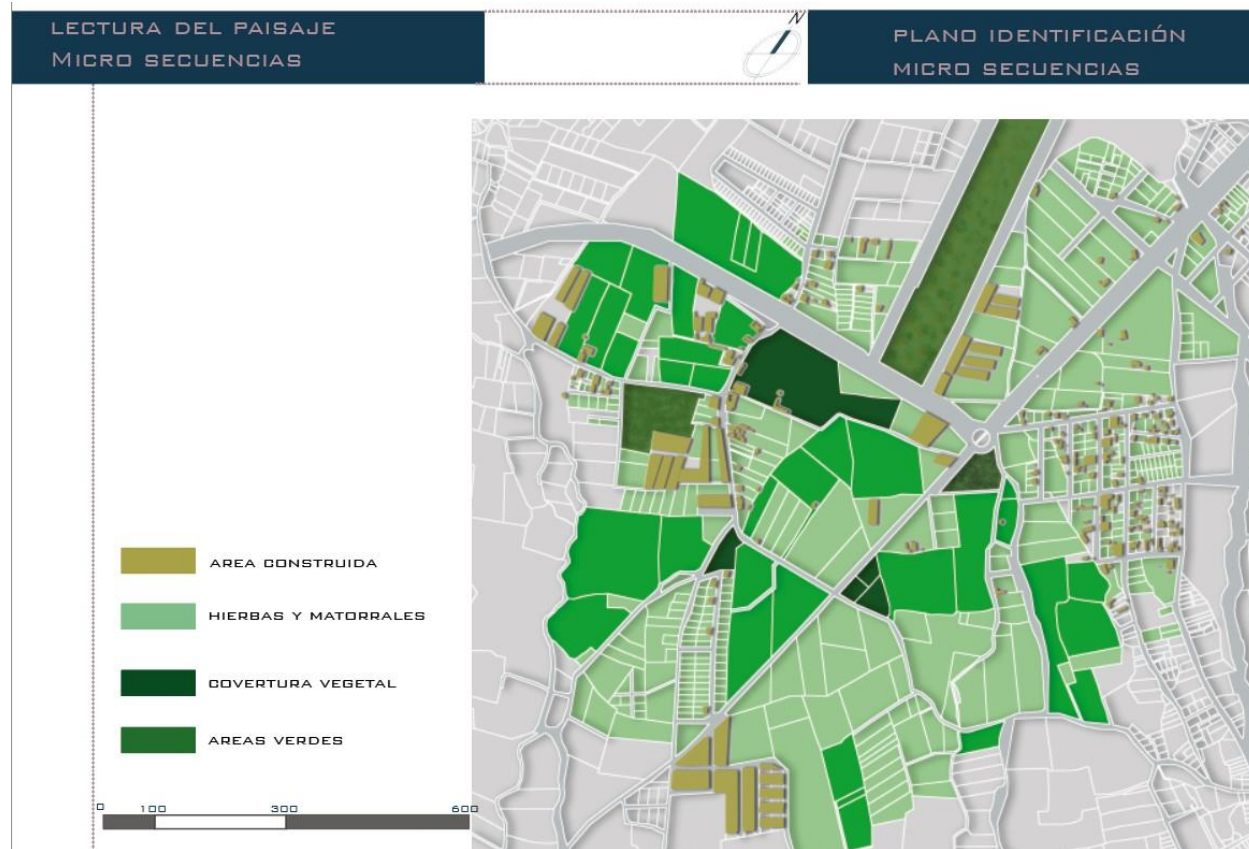 LECTURA DEL PAISAJE
MICRO SECUENCIAS
N
PLANO IDENTIFICACIÓN
MICRO SECUENCIAS
AREA CONSTRUIDA
HIERBAS Y MATORRALES
COVERTURA VEGETAL
AREAS VERDES
0 100 300 600